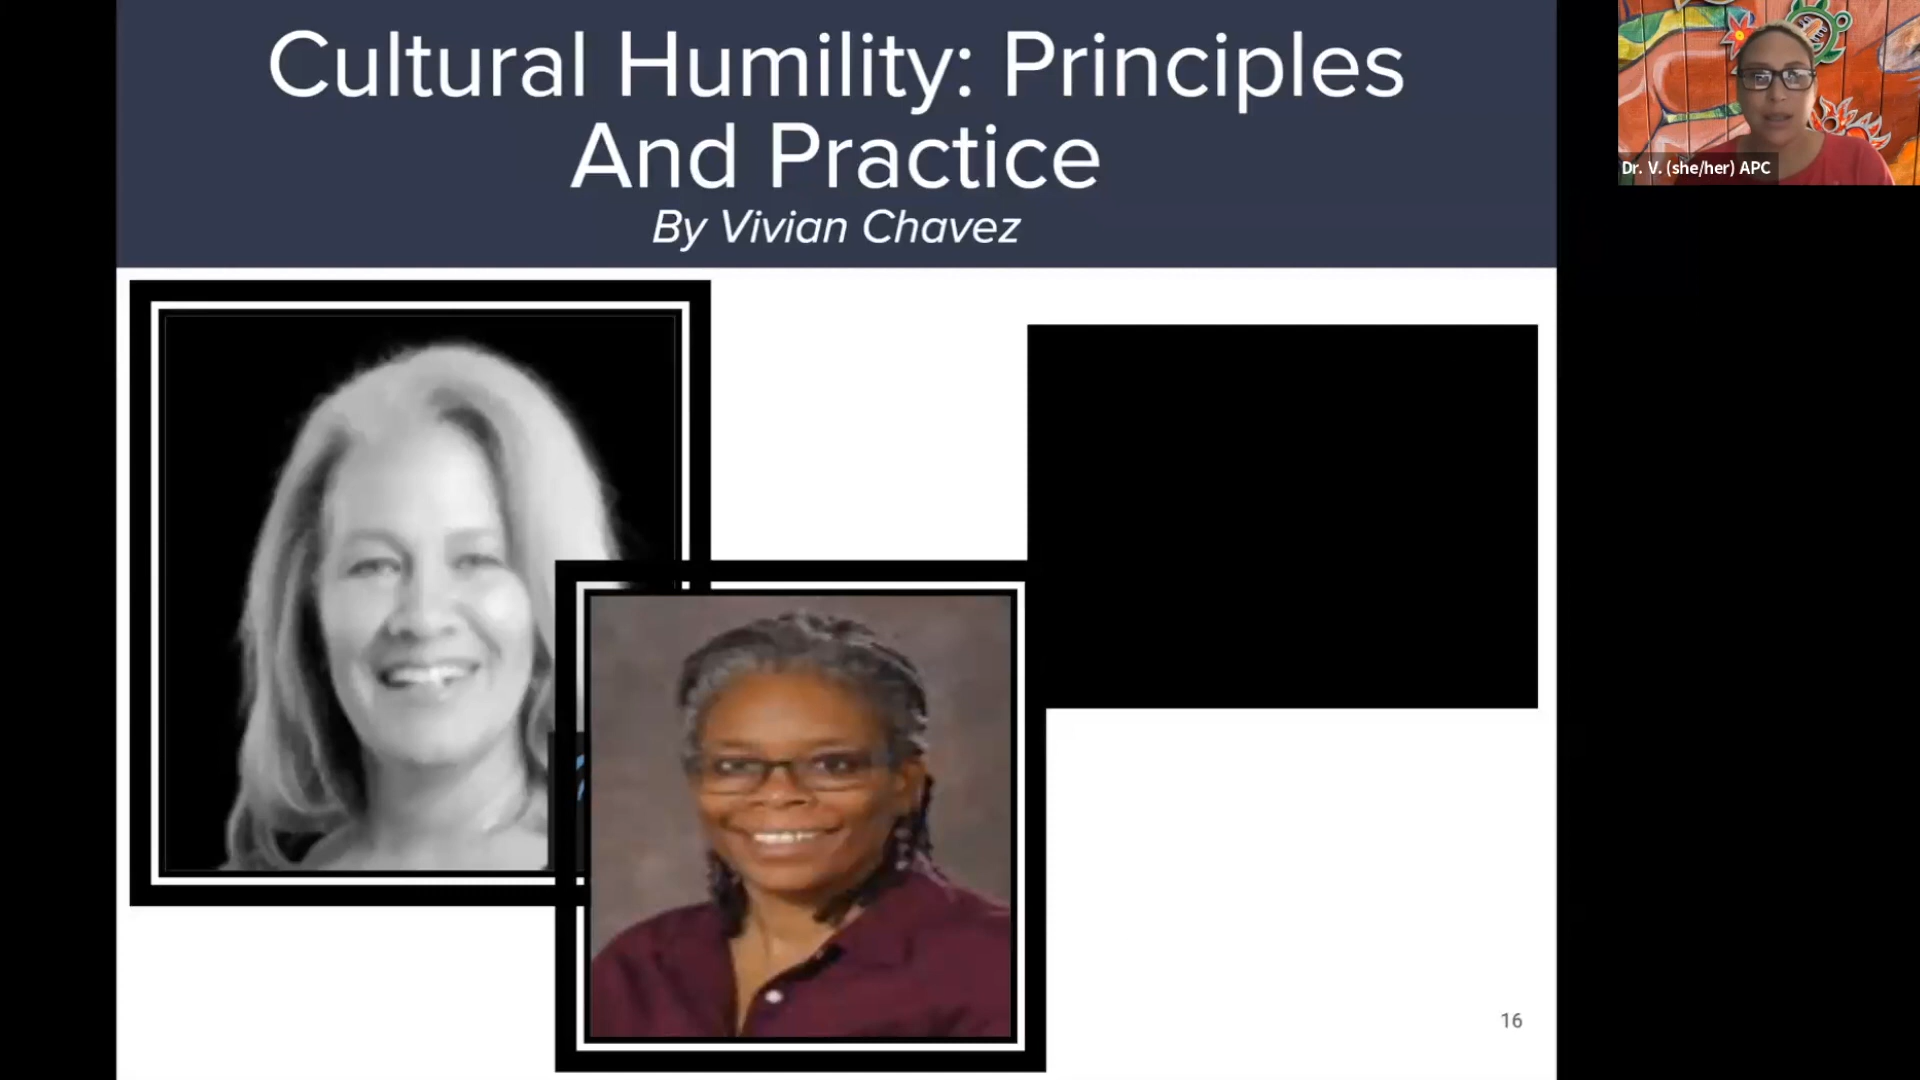 Cultural Humility: Principles
And Practice
By Vivian Chavez
Dr. V. (she/her) APC
16